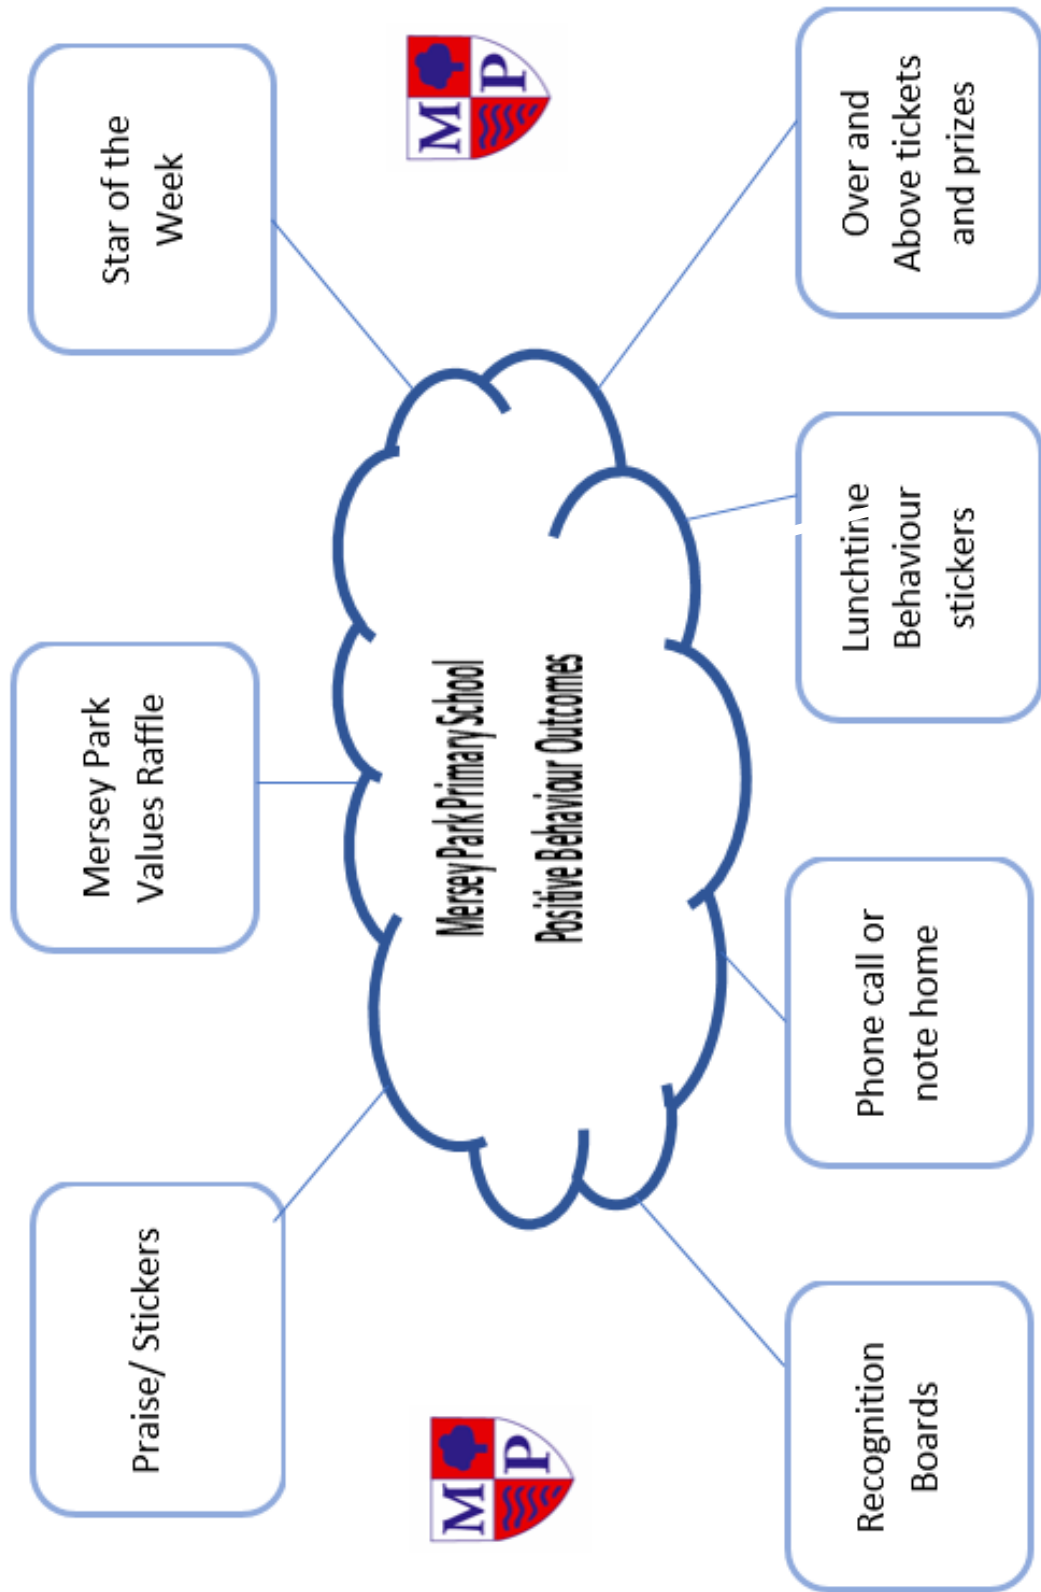 Praise/ Stickers
Mersey Park
Values Raffle
Star of the
Week
M
P
Mersey Park Primary School
Positive Behaviour Outcomes
M
P
Recognition
Boards
Phone call or
note home
Lunchtime
Behaviour
stickers
Over and
Above tickets
and prizes